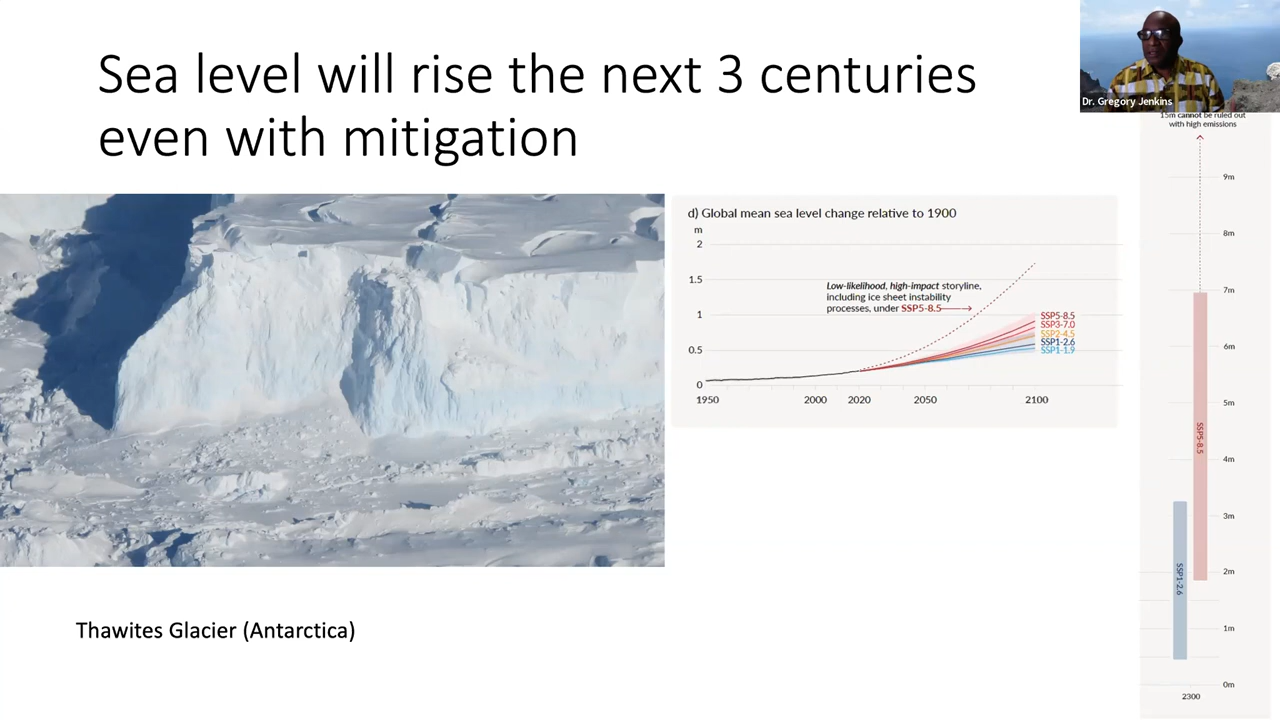 Sea level will rise the next 3 centuries
even with mitigation
Dr. Gregory Jenkins
15m cannot be ruled out
with high emissions
d) Global mean sea level change relative to 1900
m
2
1.5
1
0.5
0
Low-likelihood, high-impact storyline,
including ice sheet instability
processes, under SSP5-8.5
SSP5-8.5
SSP3-7.0
SSP2-4.5
SSP1-2.6
SSP1-1.9
1950
2000
2020
2050
2100
9m
8m
7m
6m
5m
4m
3m
2m
1m
0m
SSP5-8.5
SSP1-2.6
2300
Thawites Glacier (Antarctica)